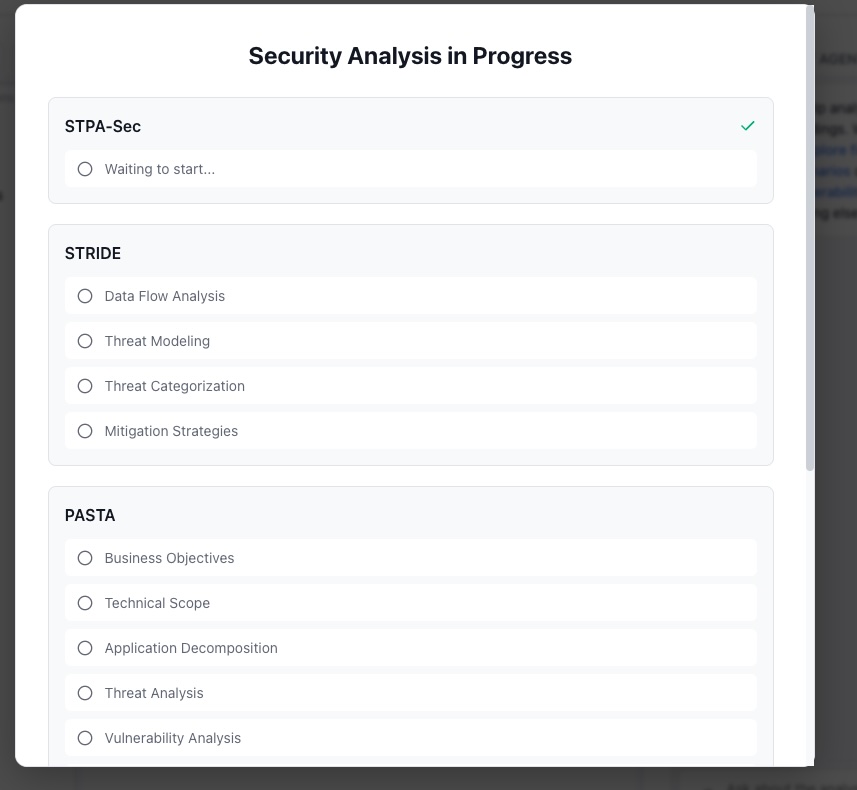 Security Analysis in Progress
STPA-Sec
Waiting to start...
STRIDE
Data Flow Analysis
Threat Modeling
Threat Categorization
Mitigation Strategies
PASTA
Business Objectives
Technical Scope
Application Decomposition
Threat Analysis
Vulnerability Analysis